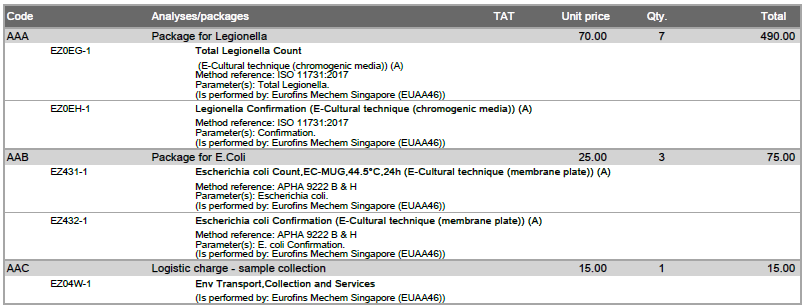 Code Analyses/packages TAT Unit price Qty. Total
AAA Package for Legionella 70.00 7 490.00
EZ0EG-1 Total Legionella Count
(E-Cultural technique (chromogenic media)) (A)
Method reference: ISO 11731:2017
Parameter(s): Total Legionella.
(Is performed by: Eurofins Mechem Singapore (EUAA46))
EZ0EH-1 Legionella Confirmation (E-Cultural technique (chromogenic media)) (A)
Method reference: ISO 11731:2017
Parameter(s): Confirmation.
(Is performed by: Eurofins Mechem Singapore (EUAA46))
AAB Package for E.Coli 25.00 3 75.00
EZ431-1 Escherichia coli Count,EC-MUG,44.5°C,24h (E-Cultural technique (membrane plate)) (A)
Method reference: APHA 9222 B & H
Parameter(s): Escherichia coli.
(Is performed by: Eurofins Mechem Singapore (EUAA46))
EZ432-1 Escherichia coli Confirmation (E-Cultural technique (membrane plate)) (A)
Method reference: APHA 9222 B & H
Parameter(s): E. coli Confirmation.
(Is performed by: Eurofins Mechem Singapore (EUAA46))
AAC Logistic charge - sample collection 15.00 1 15.00
EZ04W-1 Env Transport,Collection and Services
(Is performed by: Eurofins Mechem Singapore (EUAA46))